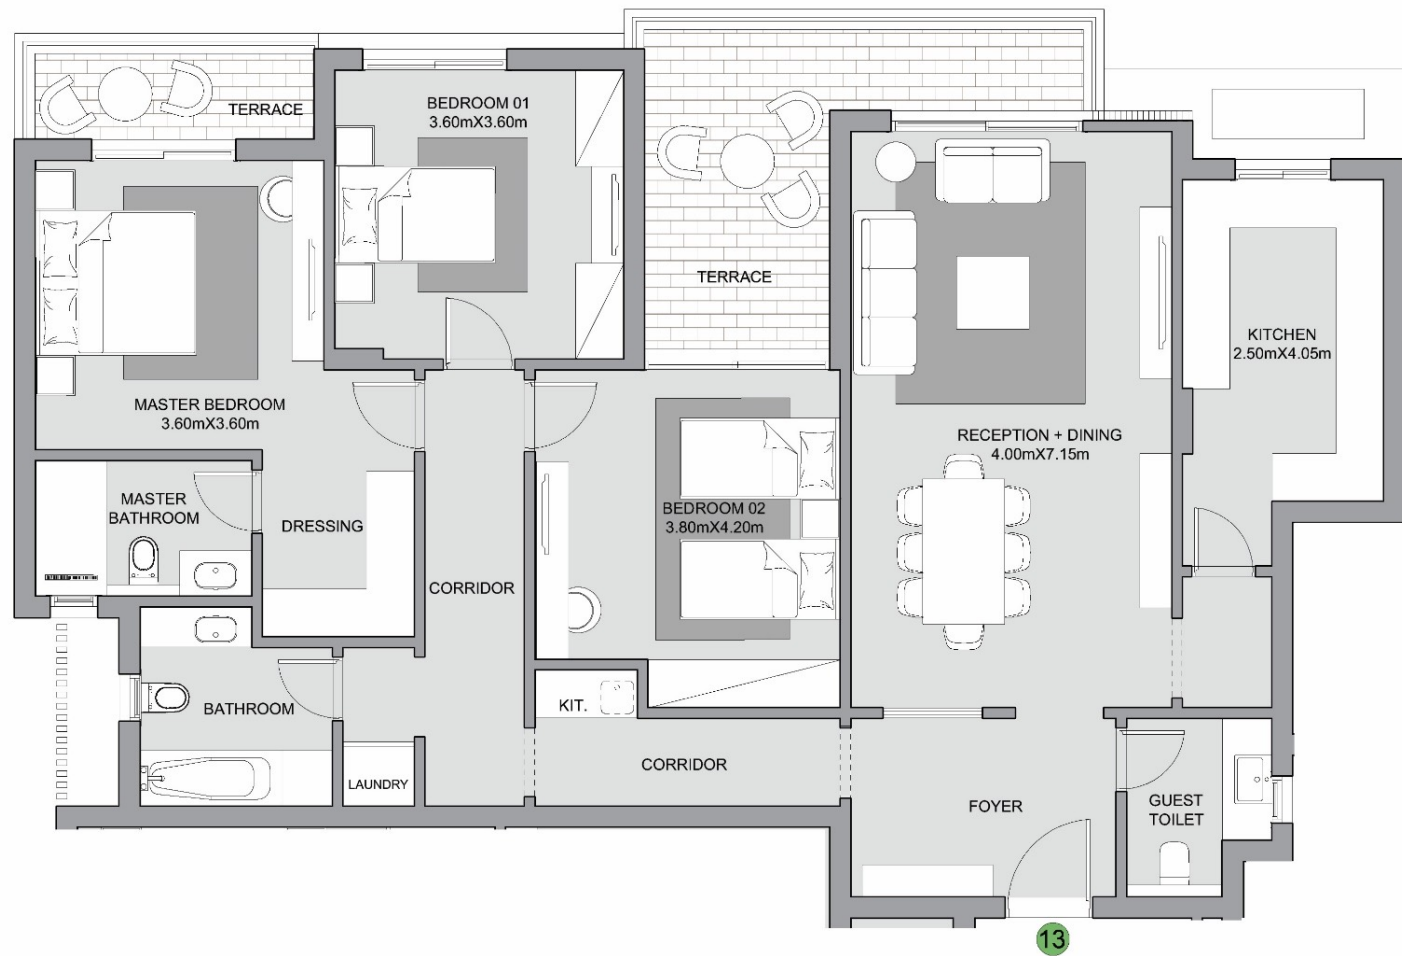 TERRACE
BEDROOM 01
3.60mX3.60m
TERRACE
KITCHEN
2.50mX4.05m
MASTER BEDROOM
3.60mX3.60m
RECEPTION + DINING
4.00mX7.15m
MASTER
BATHROOM
DRESSING
BEDROOM 02
3.80mX4.20m
CORRIDOR
BATHROOM
KIT.
CORRIDOR
LAUNDRY
FOYER
GUEST
TOILET
13